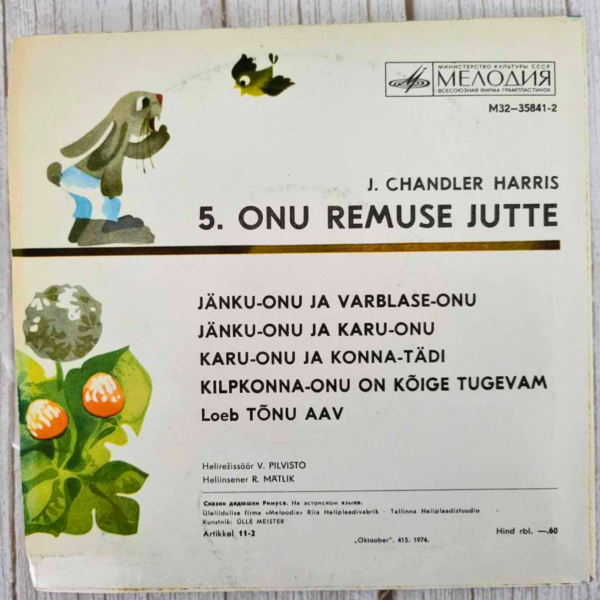 МИНИСТЕРСТВО КУЛЬТУРЫ СССР
МЕЛОДИЯ
ВСЕСОЮЗНАЯ ФИРМА ГРАМПЛАСТИНОК
M32—35841-2
J. CHANDLER HARRIS
5. ONU REMUSE JUTTE
JÄNKU-ONU JA VARBLASE-ONU
JÄNKU-ONU JA KARU-ONU
KARU-ONU JA KONNA-TÄDI
KILPKONNA-ONU ON KÕIGE TUGEVAM
Loeb TÕNU AAV
Helirežissöör V. PILVISTO
Heliinsener R. MÄTLIK
Сказки дядюшки Римуса. На эстонском языке.
Üleliidulise firma «Meloodia» Riia Heliplaadivabrik · Tallinna Heliplaadistuudio
Kunstnik: ÜLLE MEISTER
Artikkel 11-2 „Oktoober". 415. 1974. Hind rbl. —.60